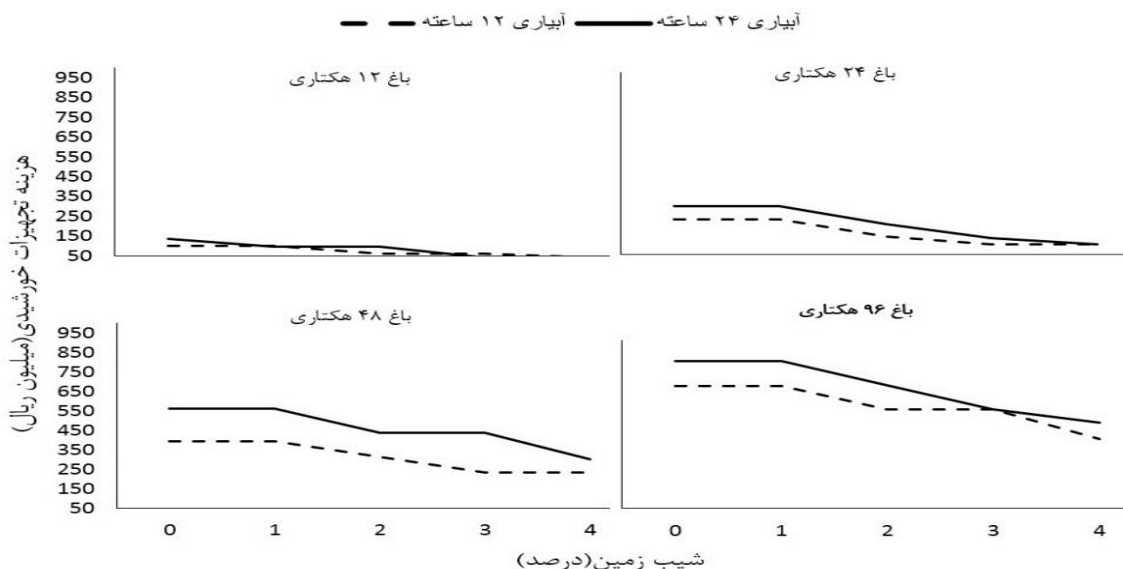 آبیاری ۲۴ ساعته آبیاری ۱۲ ساعته
باغ ۲۴ هکتاری
باغ ۱۲ هکتاری
950
850
750
650
550
450
350
250
150
50
باغ ۹۶ هکتاری
باغ ۴۸ هکتاری
950
850
750
650
550
450
350
250
150
50
0 1 2 3 4
0 1 2 3 4
شیب زمین(درصد)
هزینه تجهیزات خورشیدی(میلیون ریال)